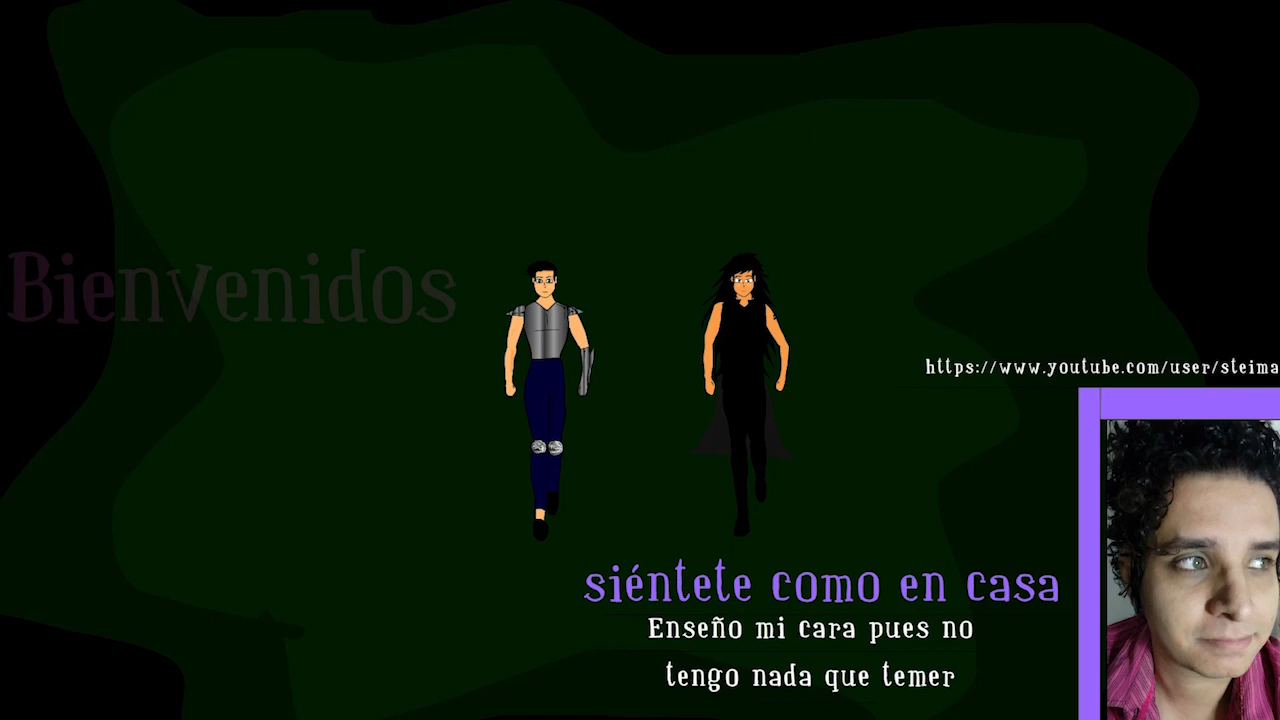 Bienvenidos
https://www.youtube.com/user/steima
siéntete como en casa
Enseño mi cara pues no
tengo nada que temer